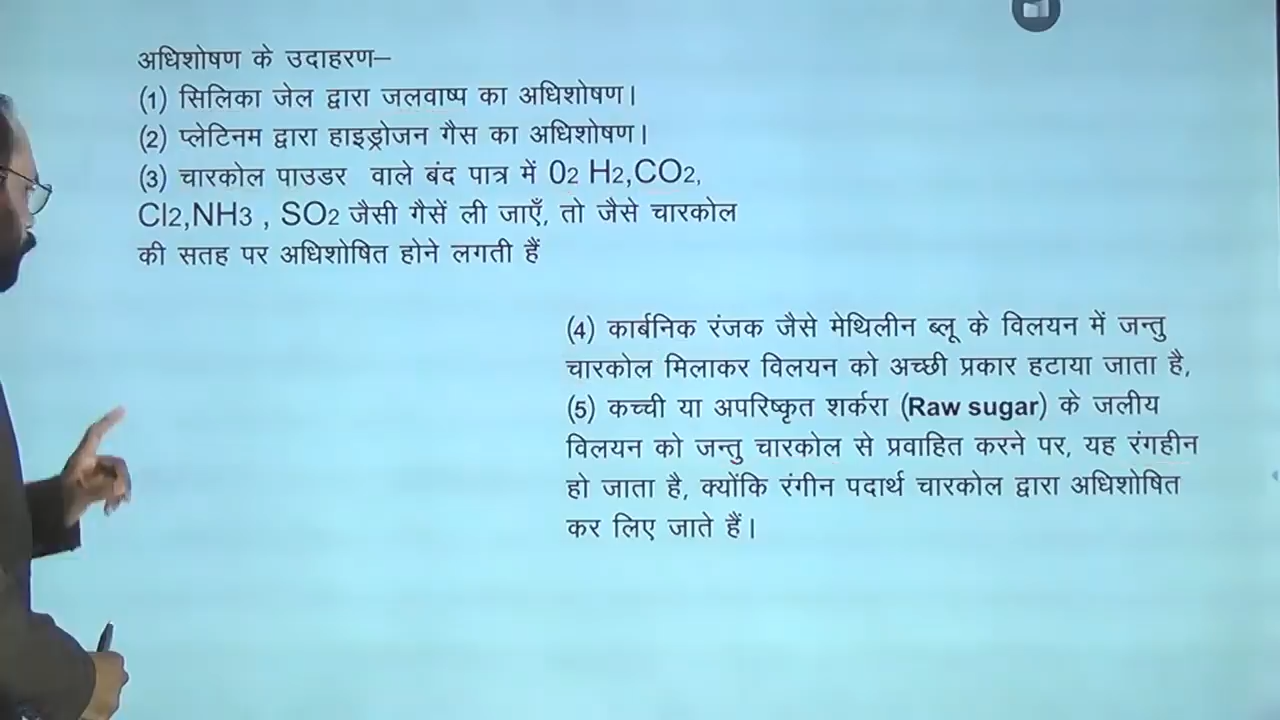 अधिशोषण के उदाहरण–
(1) सिलिका जेल द्वारा जलवाष्प का अधिशोषण।
(2) प्लेटिनम द्वारा हाइड्रोजन गैस का अधिशोषण।
(3) चारकोल पाउडर वाले बंद पात्र में 02 H2,CO2,
Cl2,NH3 , SO2 जैसी गैसें ली जाएँ, तो जैसे चारकोल
की सतह पर अधिशोषित होने लगती हैं
(4) कार्बनिक रंजक जैसे मेथिलीन ब्लू के विलयन में जन्तु
चारकोल मिलाकर विलयन को अच्छी प्रकार हटाया जाता है,
(5) कच्ची या अपरिष्कृत शर्करा (Raw sugar) के जलीय
विलयन को जन्तु चारकोल से प्रवाहित करने पर, यह रंगहीन
हो जाता है, क्योंकि रंगीन पदार्थ चारकोल द्वारा अधिशोषित
कर लिए जाते हैं।